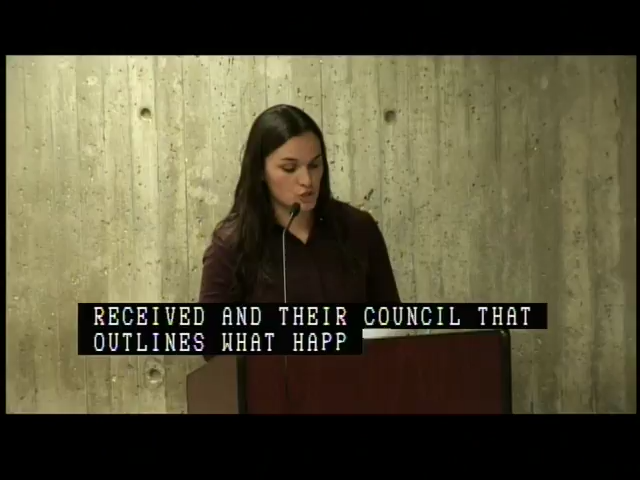 RECEIVED AND THEIR COUNCIL THAT
OUTLINES WHAT HAPP